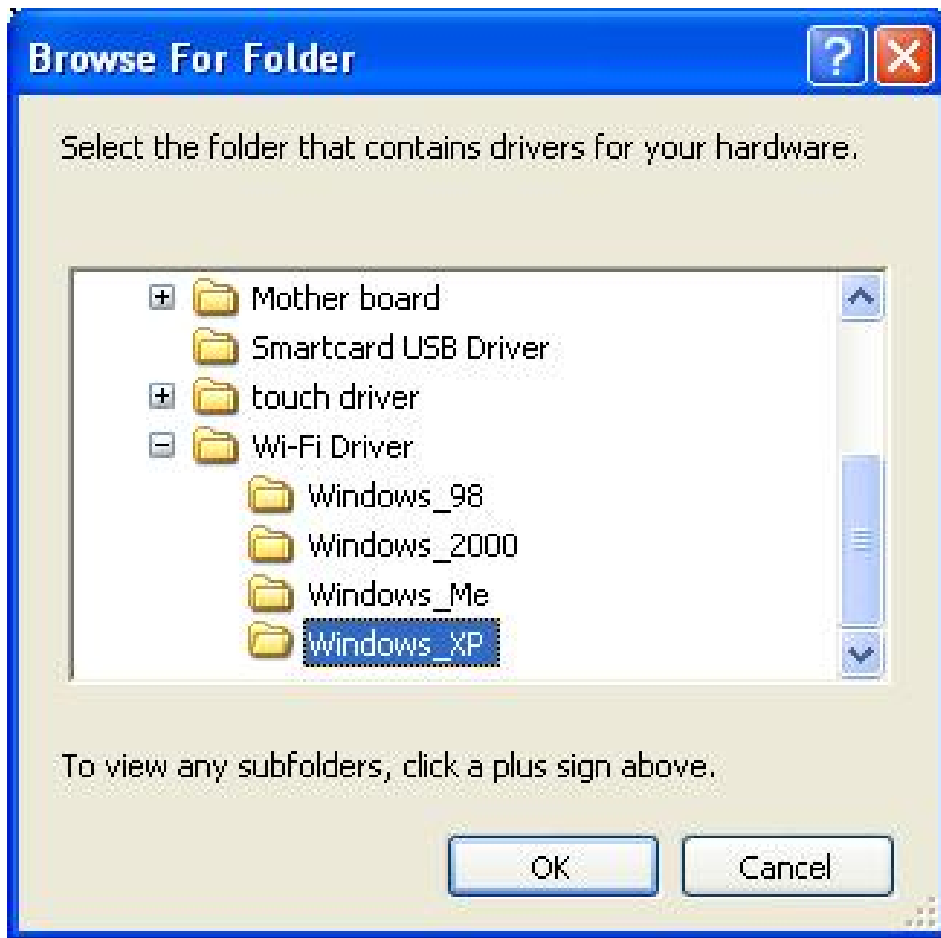 Browse For Folder
Select the folder that contains drivers for your hardware.
Mother board
Smartcard USB Driver
touch driver
Wi-Fi Driver
Windows_98
Windows_2000
Windows_Me
Windows_XP
To view any subfolders, click a plus sign above.
OK
Cancel